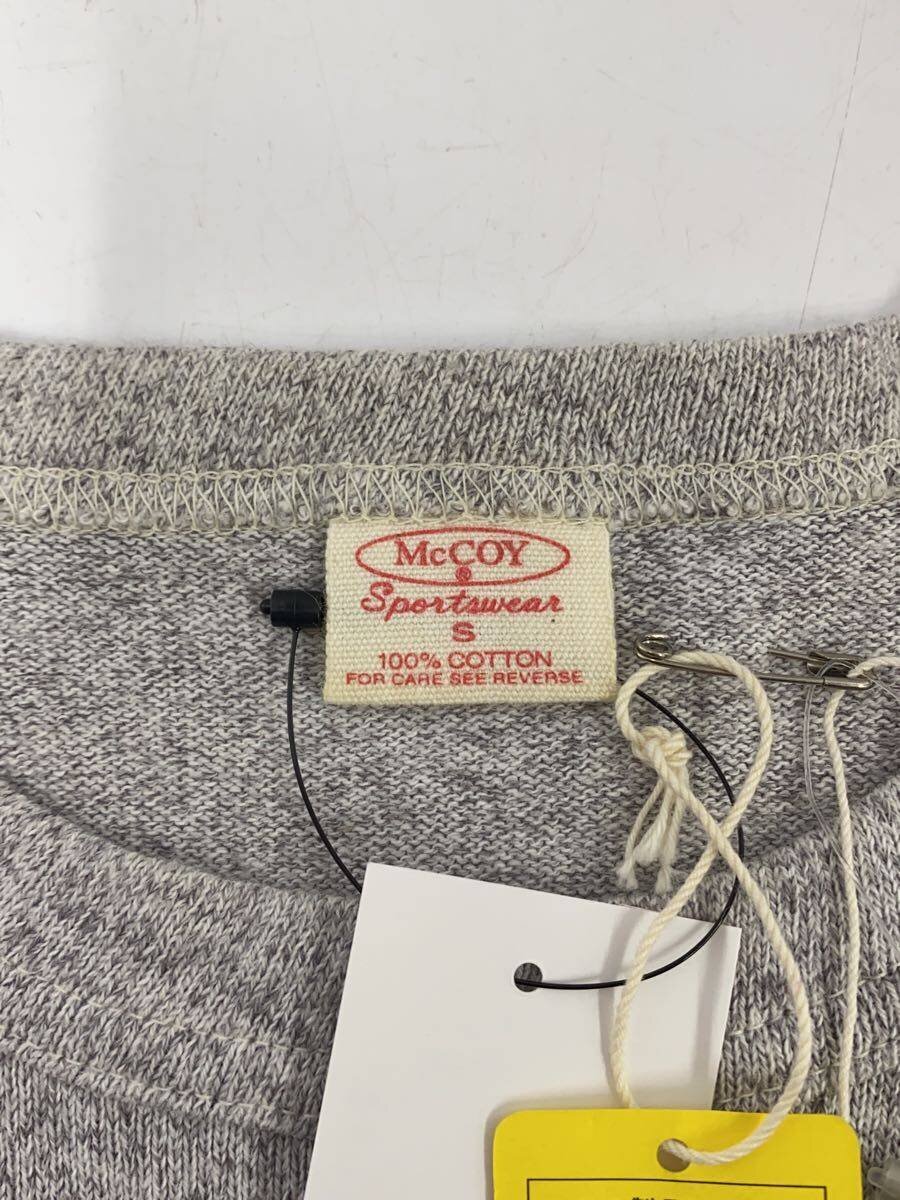 McCOY
®
Sportswear
S
100% COTTON
FOR CARE SEE REVERSE